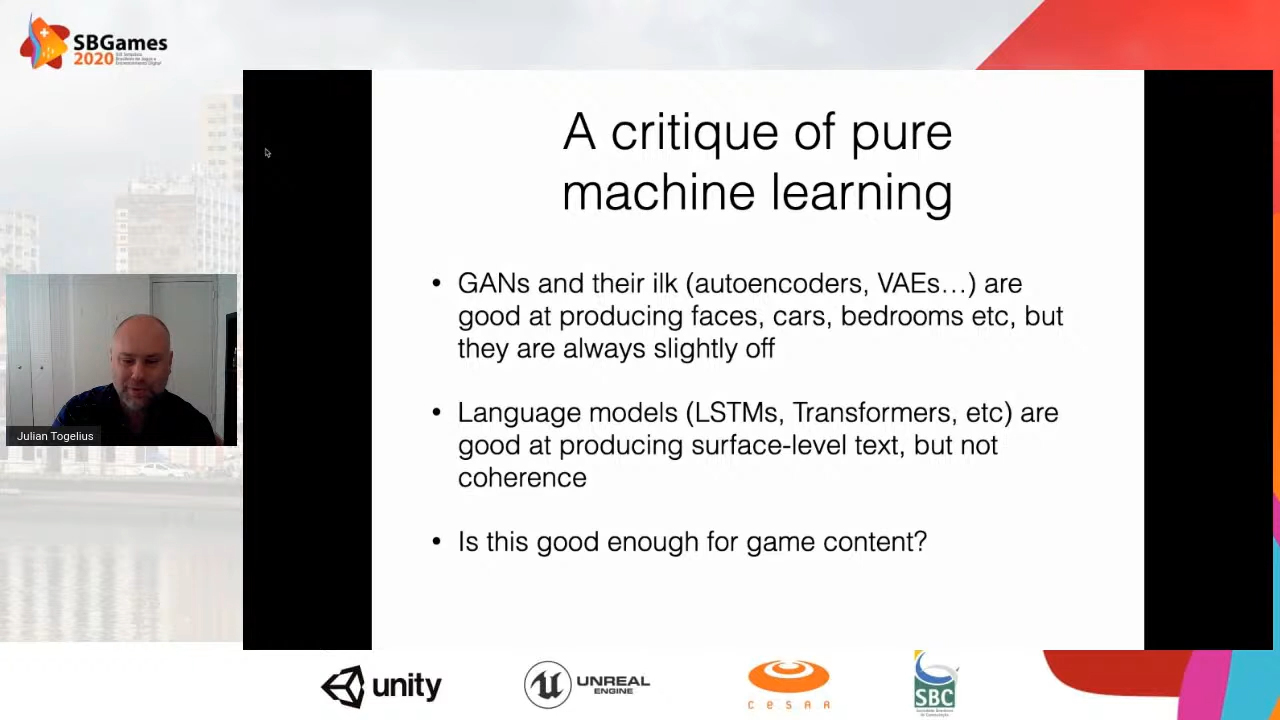 SBGames
2020
A critique of pure
machine learning
• GANs and their ilk (autoencoders, VAEs…) are
good at producing faces, cars, bedrooms etc, but
they are always slightly off
• Language models (LSTMs, Transformers, etc) are
good at producing surface-level text, but not
coherence
• Is this good enough for game content?
Julian Togelius
unity
UNREAL
ENGINE
CESAR
SBC